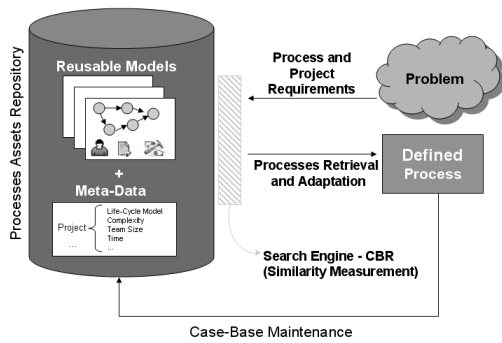 Processes Assets Repository
Reusable Models
+
Meta-Data
Project
...
Life-Cycle Model
Complexity
Team Size
Time
...
Process and
Project
Requirements
Problem
Processes Retrieval
and Adaptation
Defined
Process
Search Engine - CBR
(Similarity Measurement)
Case-Base Maintenance